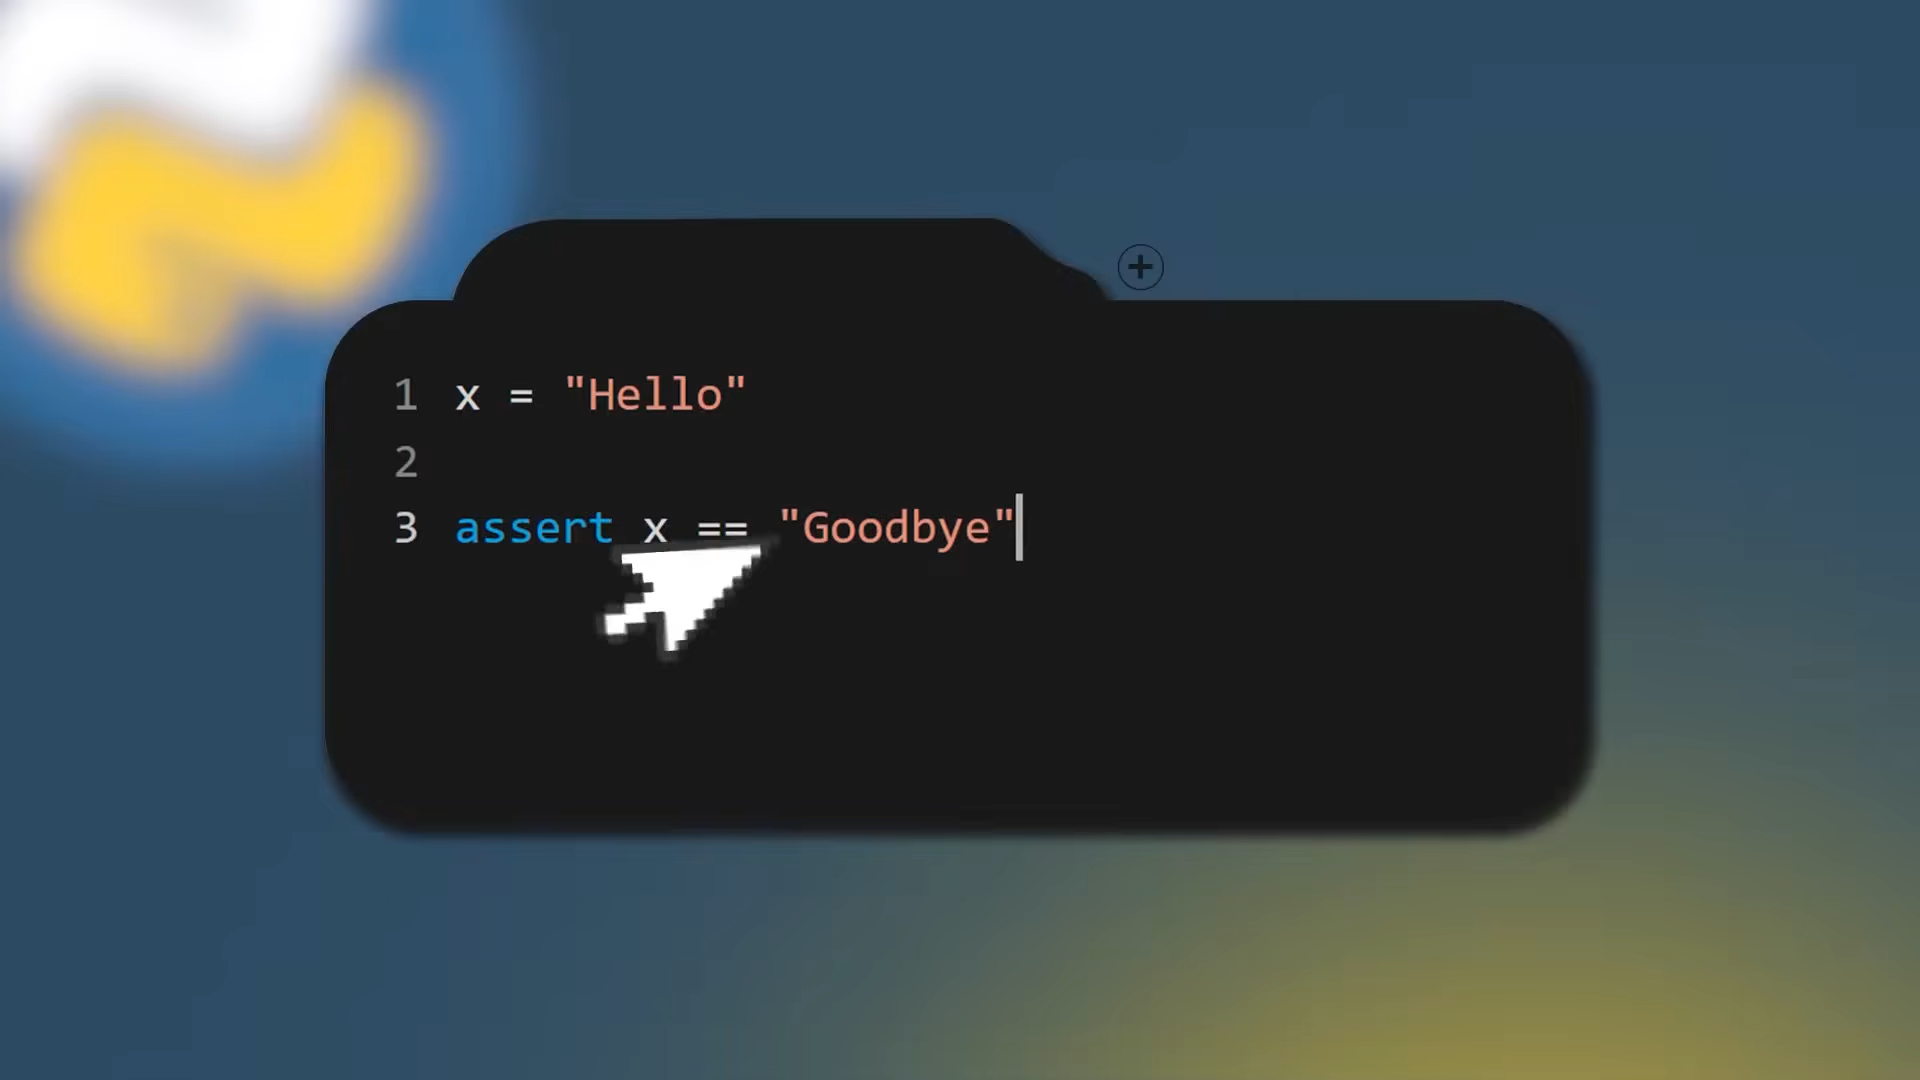 1 x = "Hello"
2
3 assert x == "Goodbye"